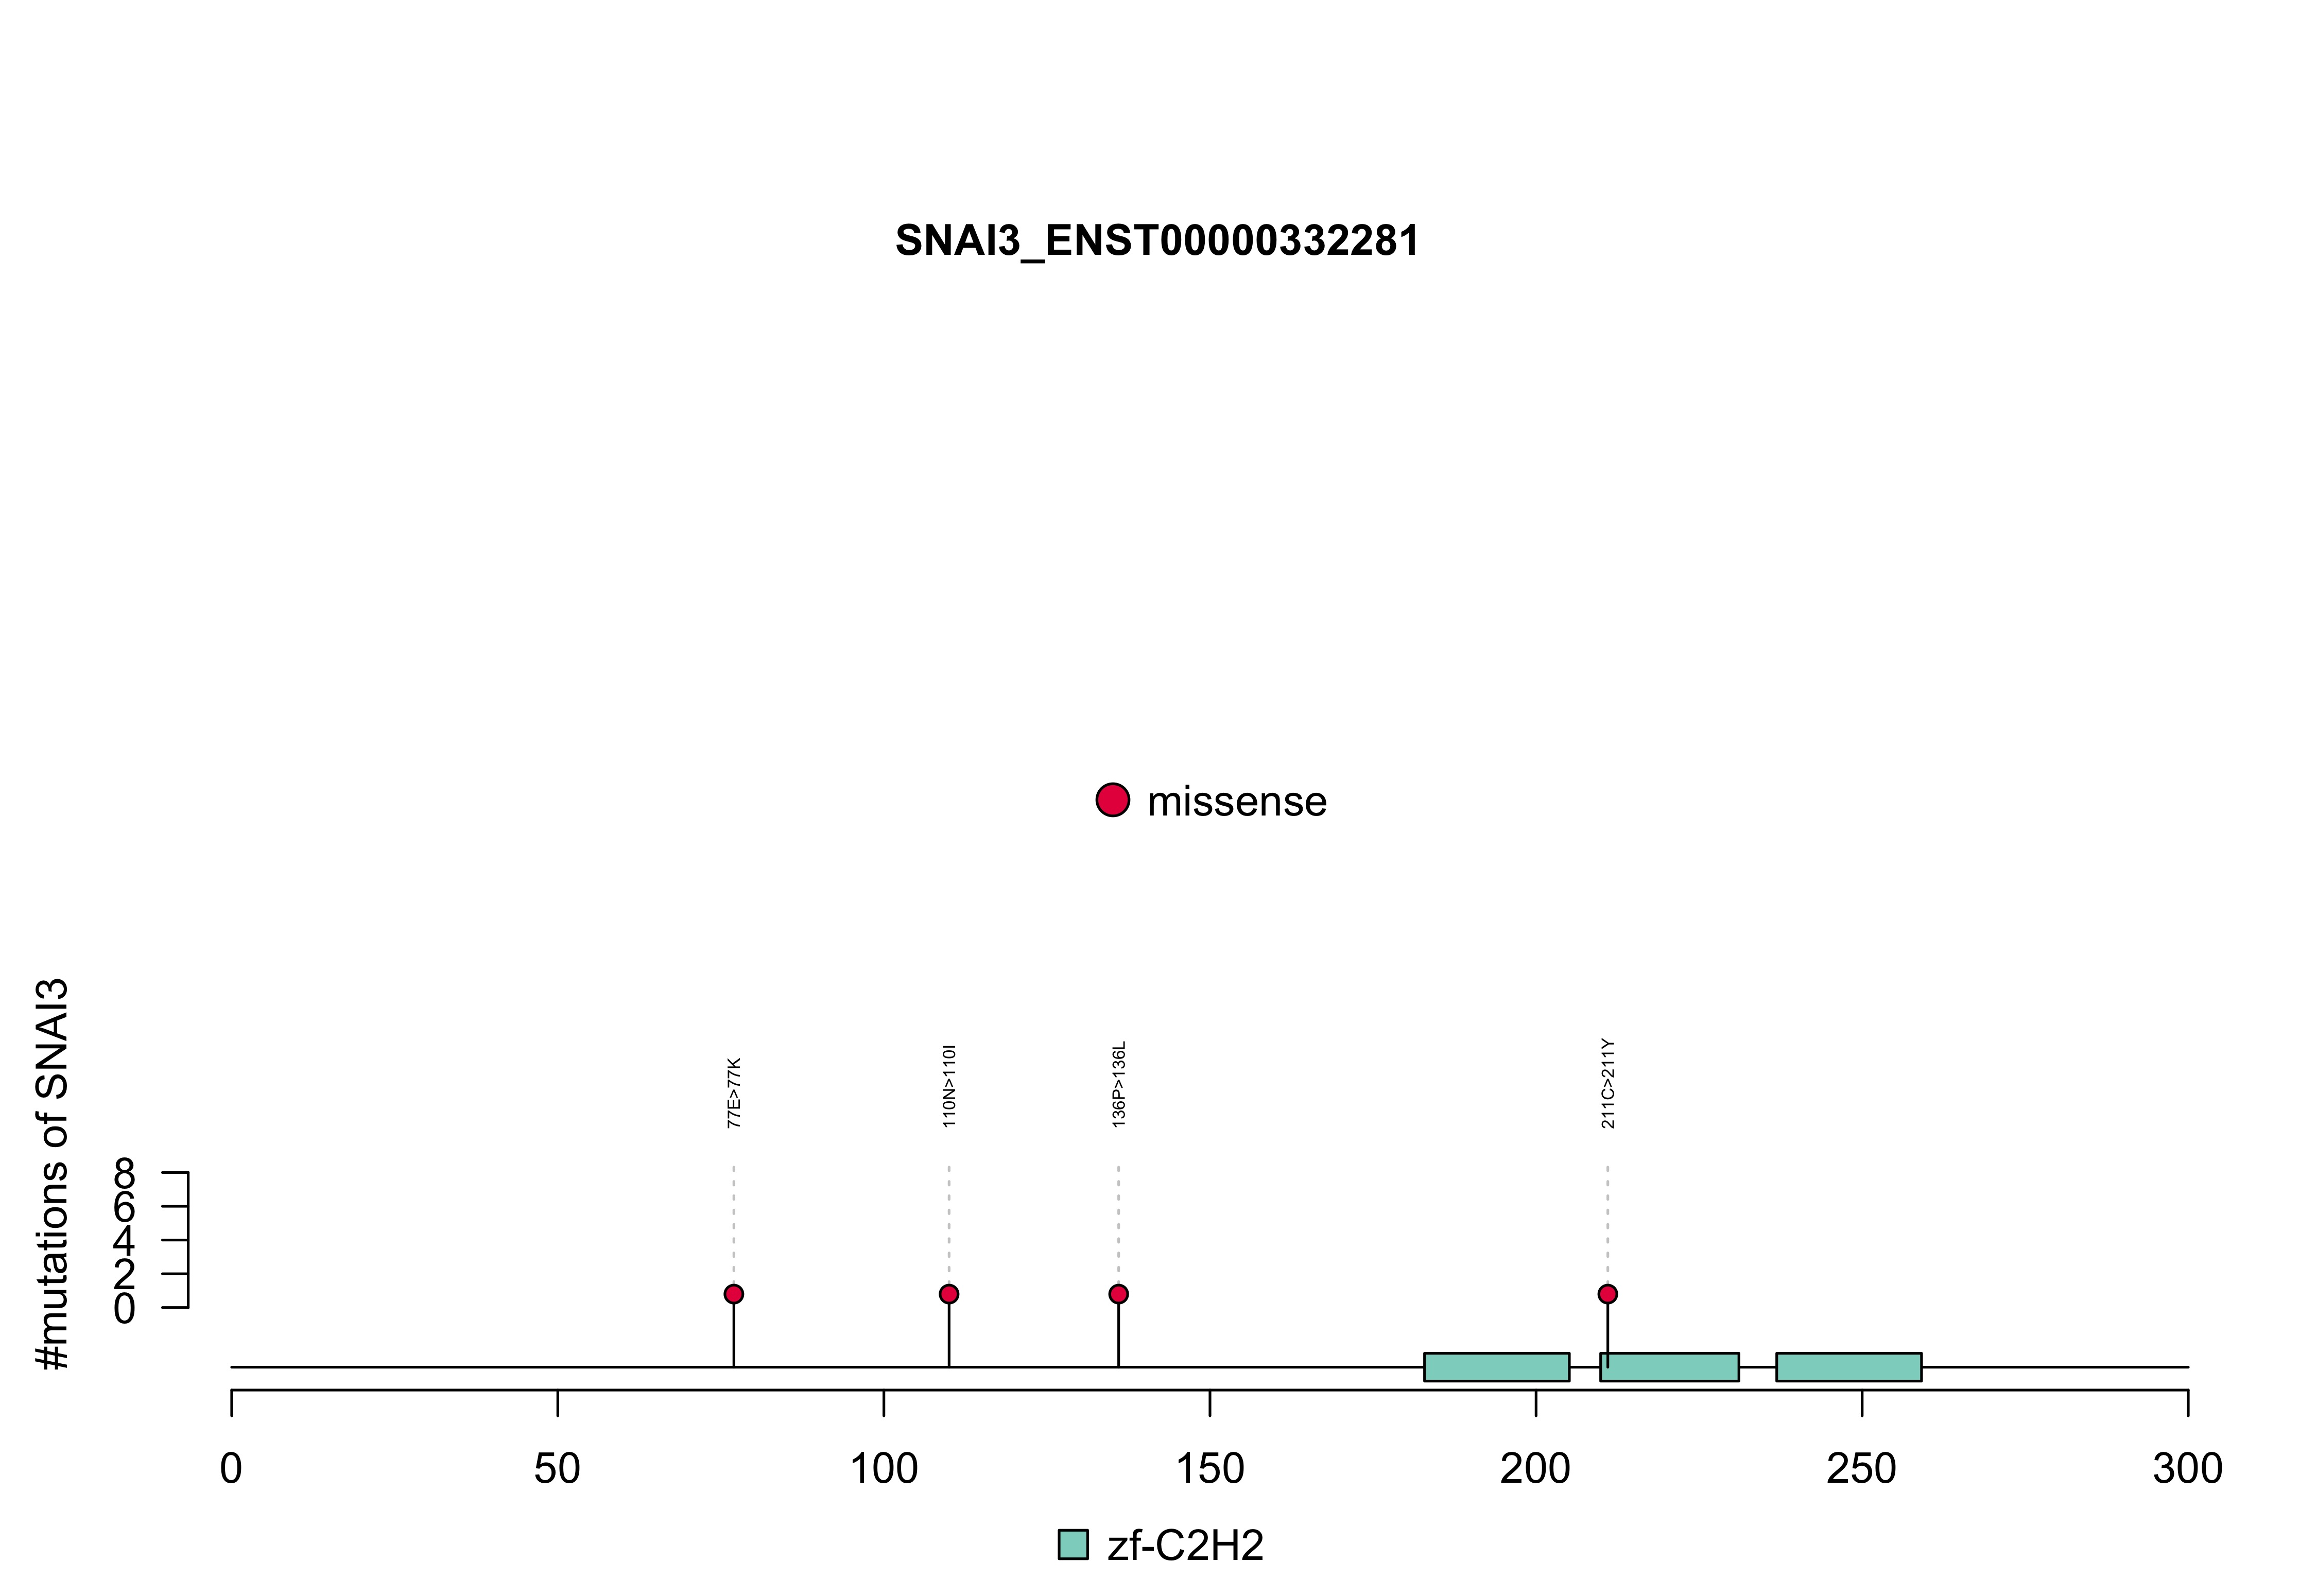 SNAI3_ENST00000332281
missense
#mutations of SNAI3
77E>77K
110N>110I
136P>136L
211C>211Y
8
6
4
2
0
0 50 100 150 200 250 300
zf-C2H2